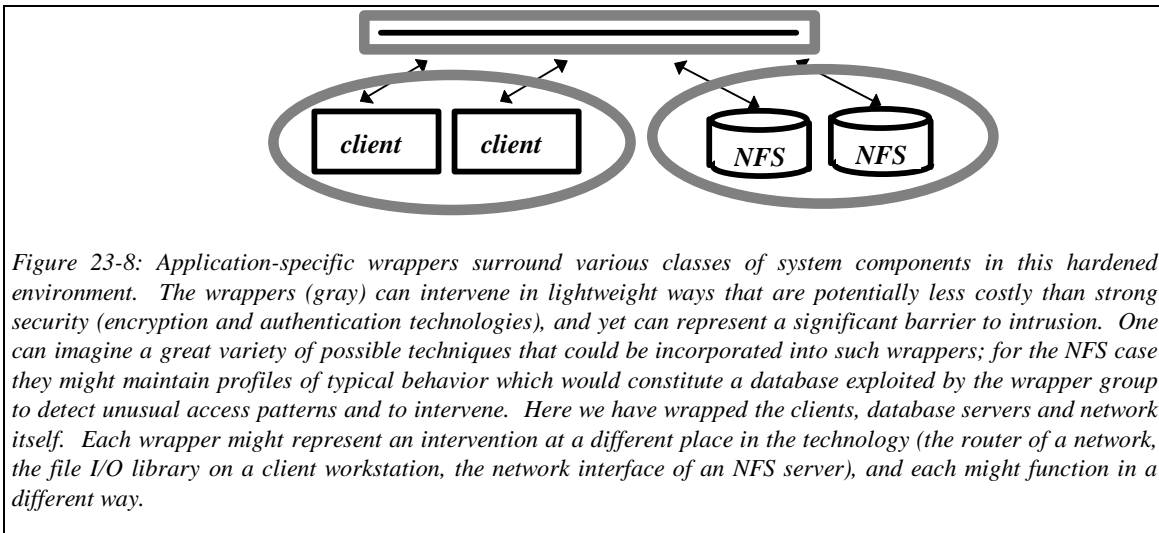 client client NFS NFS
Figure 23-8: Application-specific wrappers surround various classes of system components in this hardened
environment. The wrappers (gray) can intervene in lightweight ways that are potentially less costly than strong
security (encryption and authentication technologies), and yet can represent a significant barrier to intrusion. One
can imagine a great variety of possible techniques that could be incorporated into such wrappers; for the NFS case
they might maintain profiles of typical behavior which would constitute a database exploited by the wrapper group
to detect unusual access patterns and to intervene. Here we have wrapped the clients, database servers and network
itself. Each wrapper might represent an intervention at a different place in the technology (the router of a network,
the file I/O library on a client workstation, the network interface of an NFS server), and each might function in a
different way.